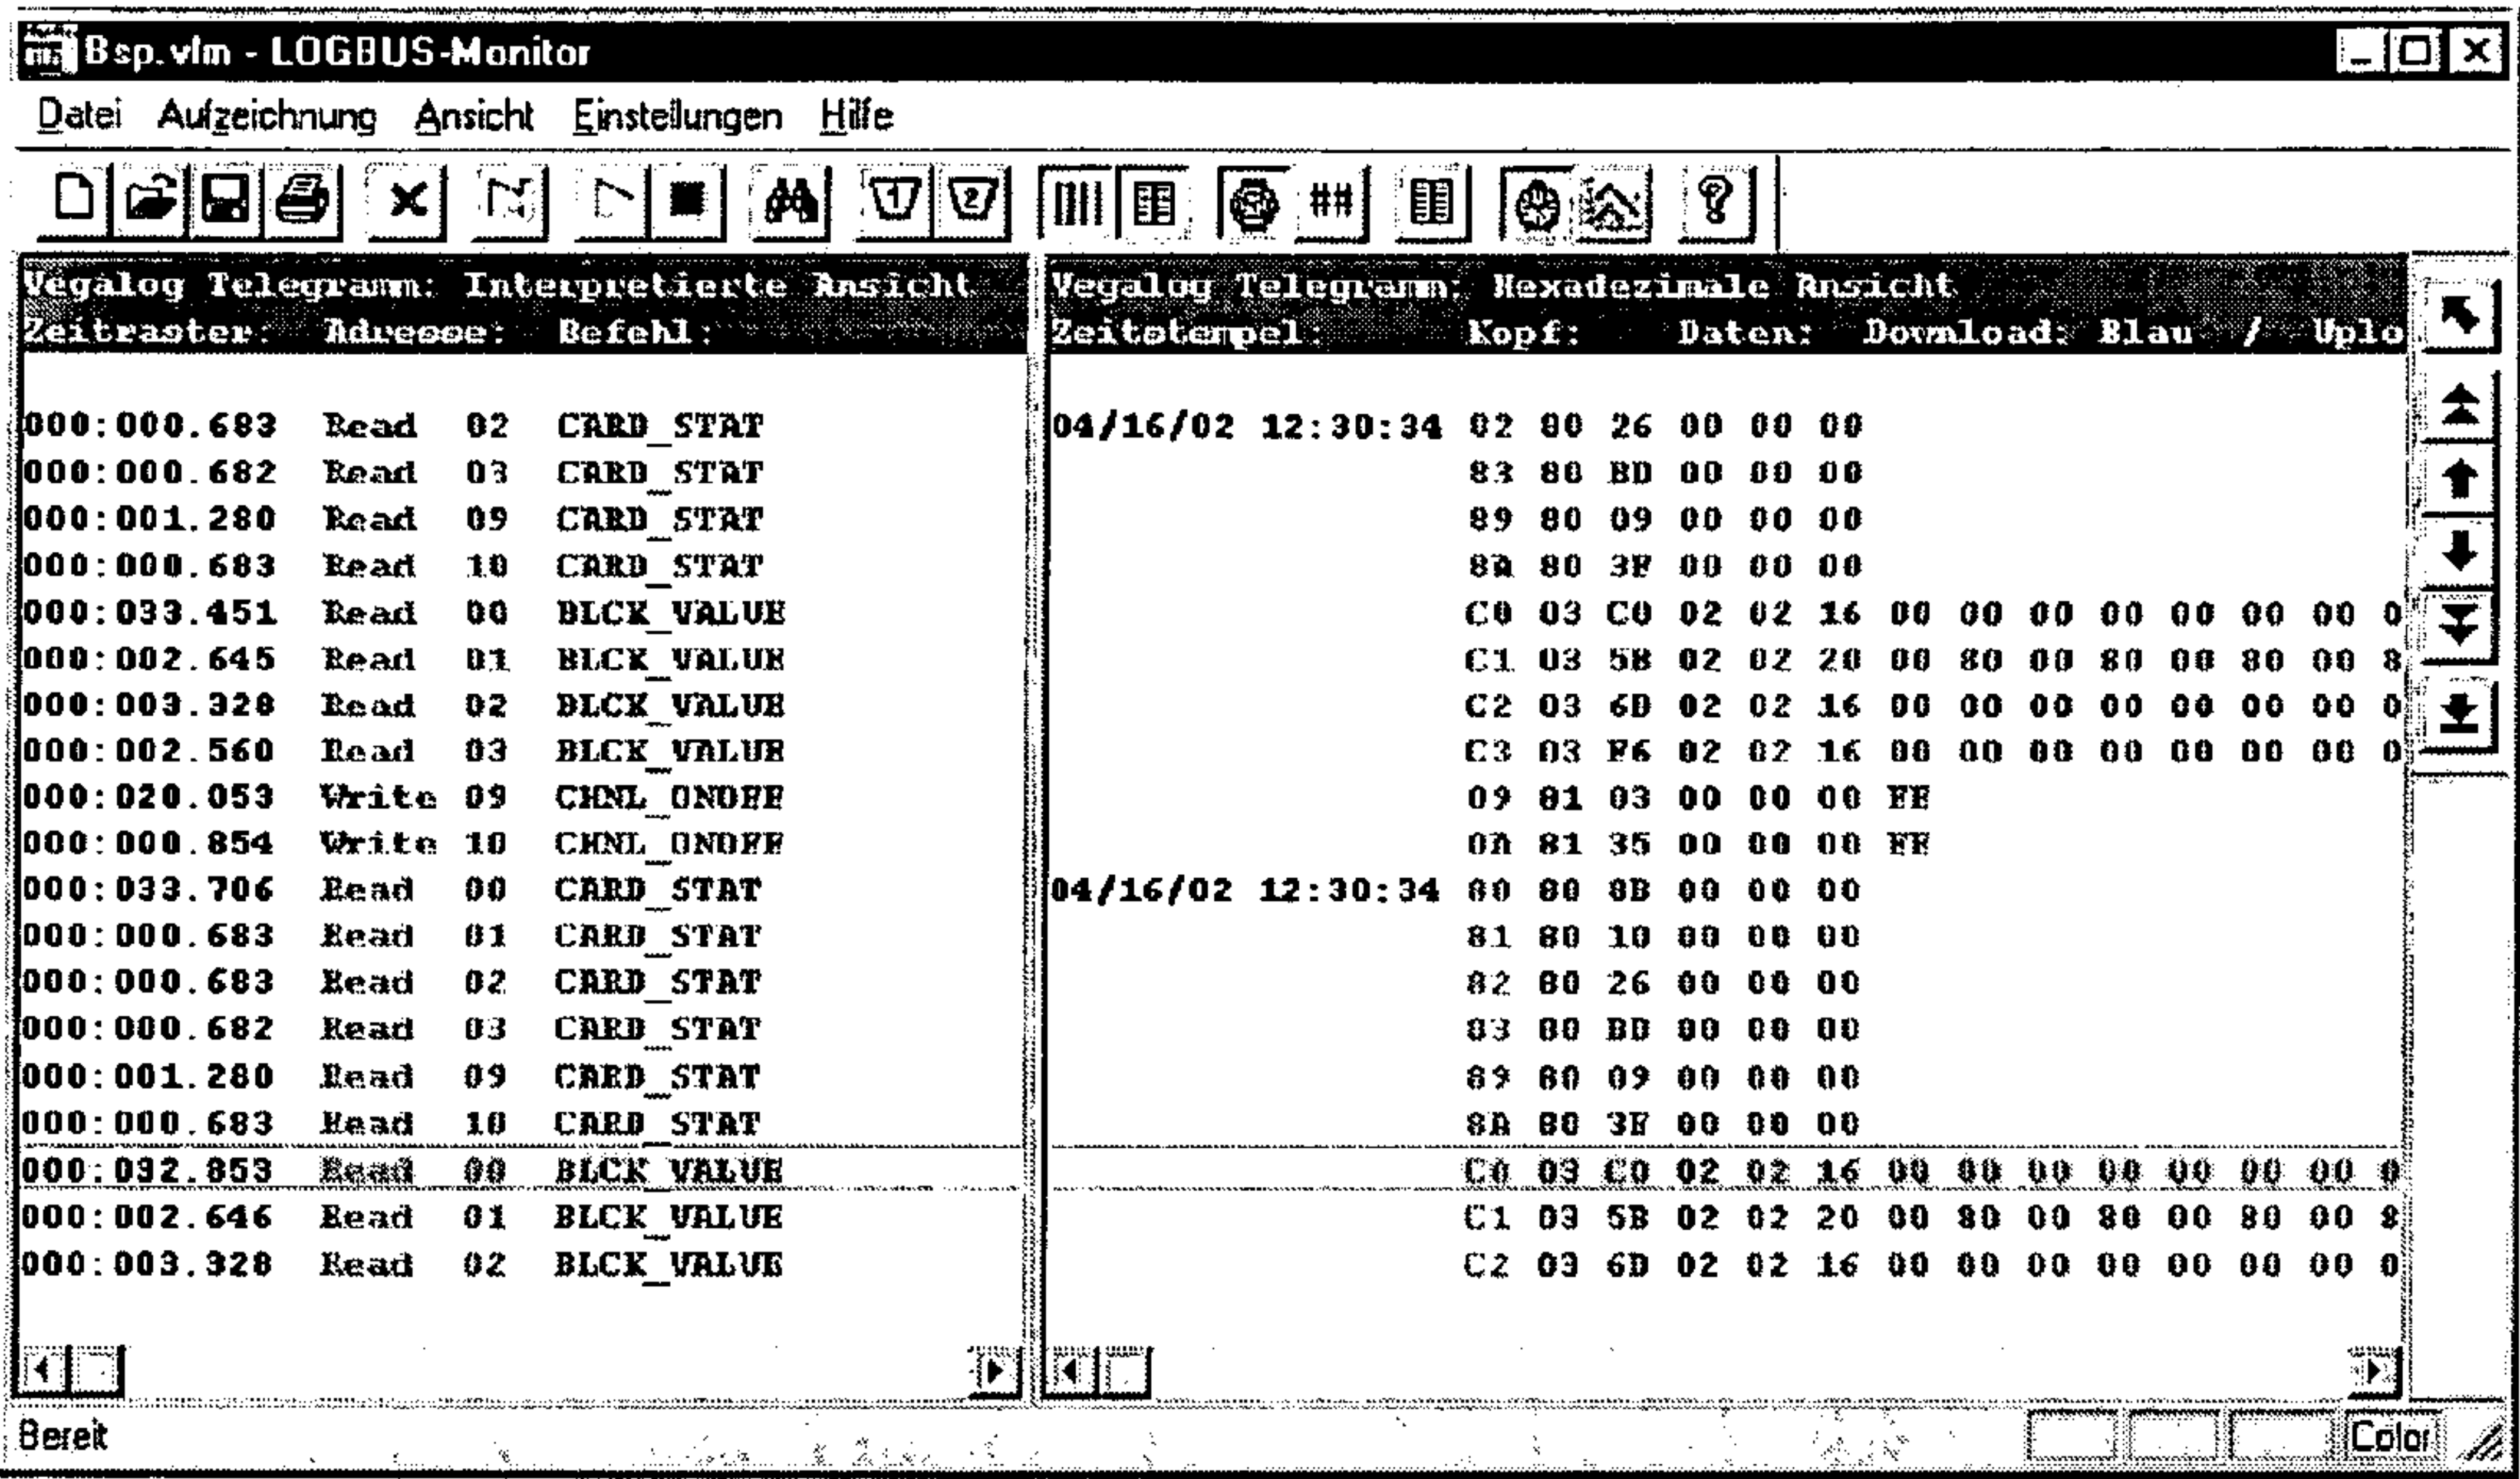 Bsp.vlm - LOGBUS-Monitor
Datei Aufzeichnung Ansicht Einstellungen Hilfe
1 2 ## ?
Vegalog Telegramm: Interpretierte Ansicht
Zeitraster: Adresse: Befehl:
000:000.683 Read 02 CARD_STAT
000:000.682 Read 03 CARD_STAT
000:001.280 Read 09 CARD_STAT
000:000.683 Read 10 CARD_STAT
000:033.451 Read 00 BLCK_VALUE
000:002.645 Read 01 BLCK_VALUE
000:003.328 Read 02 BLCK_VALUE
000:002.560 Read 03 BLCK_VALUE
000:020.053 Write 09 CHNL_ONOFF
000:000.854 Write 10 CHNL_ONOFF
000:033.706 Read 00 CARD_STAT
000:000.683 Read 01 CARD_STAT
000:000.683 Read 02 CARD_STAT
000:000.682 Read 03 CARD_STAT
000:001.280 Read 09 CARD_STAT
000:000.683 Read 10 CARD_STAT
000:032.853 Read 00 BLCK_VALUE
000:002.646 Read 01 BLCK_VALUE
000:003.328 Read 02 BLCK_VALUE
Vegalog Telegramm: Hexadezimale Ansicht
Zeitstempel: Kopf: Daten: Download: Blau / Uplo
04/16/02 12:30:34 82 80 26 00 00 00
83 80 BD 00 00 00
89 80 09 00 00 00
8A 80 3F 00 00 00
C0 03 C0 02 02 16 00 00 00 00 00 00 00 0
C1 03 5B 02 02 20 00 80 00 80 00 80 00 8
C2 03 6D 02 02 16 00 00 00 00 00 00 00 0
C3 03 F6 02 02 16 00 00 00 00 00 00 00 0
09 81 03 00 00 00 FF
0A 81 35 00 00 00 FF
04/16/02 12:30:34 80 80 8B 00 00 00
81 80 10 00 00 00
82 80 26 00 00 00
83 80 BD 00 00 00
89 80 09 00 00 00
8A 80 3F 00 00 00
C0 03 C0 02 02 16 00 00 00 00 00 00 00 0
C1 03 5B 02 02 20 00 80 00 80 00 80 00 8
C2 03 6D 02 02 16 00 00 00 00 00 00 00 0
Bereit
Color